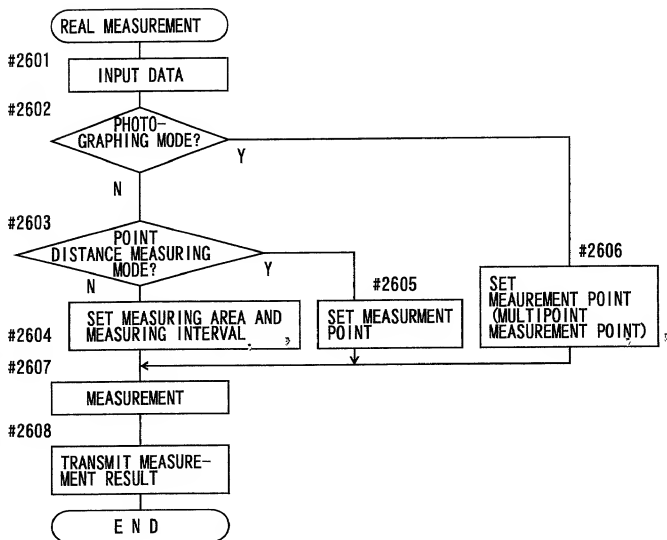 REAL MEASUREMENT
#2601
INPUT DATA
#2602
PHOTO-
GRAPHING MODE?
Y
N
#2603
POINT
DISTANCE MEASURING
MODE?
Y
N
#2606
SET
MEAUREMENT POINT
(MULTIPOINT
MEASUREMENT POINT)
#2605
SET MEASURMENT
POINT
SET MEASURING AREA AND
MEASURING INTERVAL
#2604
#2607
MEASUREMENT
#2608
TRANSMIT MEASURE-
MENT RESULT
END